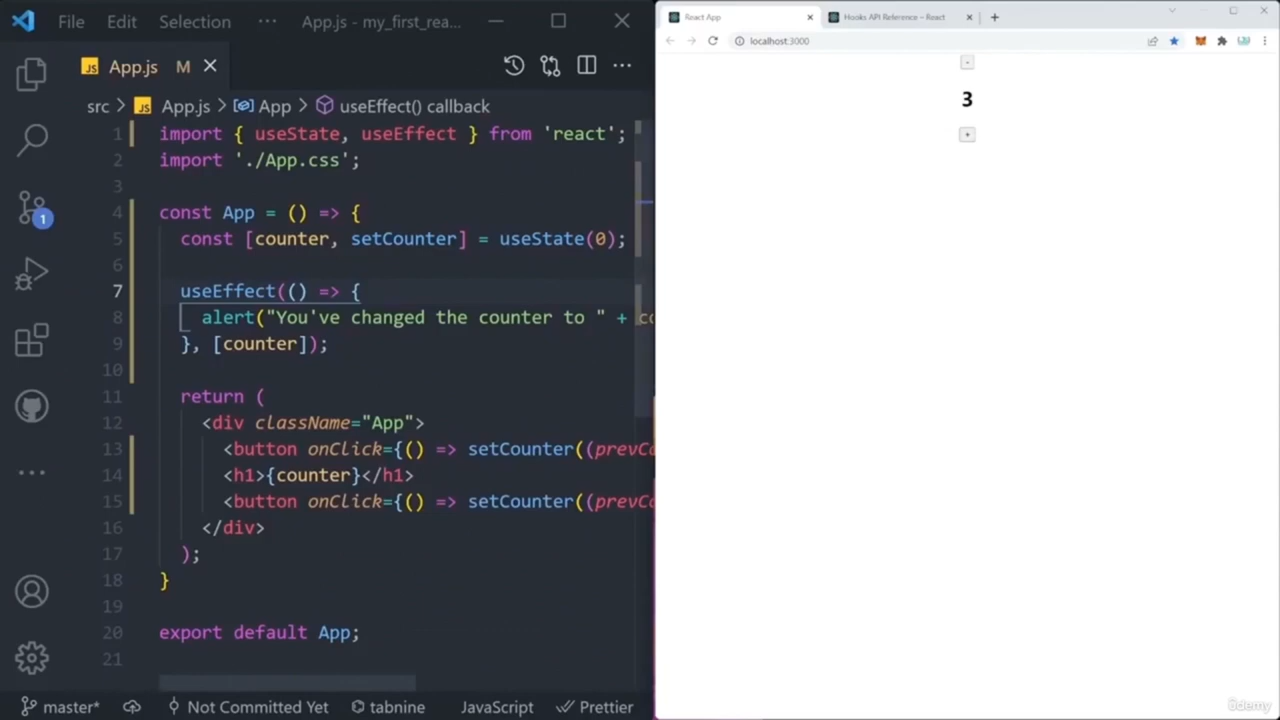 File Edit Selection ··· App.js - my_first_rea...
App.js M
src > App.js > App > useEffect() callback
1 import { useState, useEffect } from 'react';
2 import './App.css';
3
4 const App = () => {
5 const [counter, setCounter] = useState(0);
6
7 useEffect(() => {
8 alert("You've changed the counter to " + co
9 }, [counter]);
10
11 return (
12 <div className="App">
13 <button onClick={() => setCounter((prevCo
14 <h1>{counter}</h1>
15 <button onClick={() => setCounter((prevCo
16 </div>
17 );
18 }
19
20 export default App;
21
1
master* Not Committed Yet tabnine JavaScript Prettier
React App Hooks API Reference – React
localhost:3000
-
3
+
ûdemy